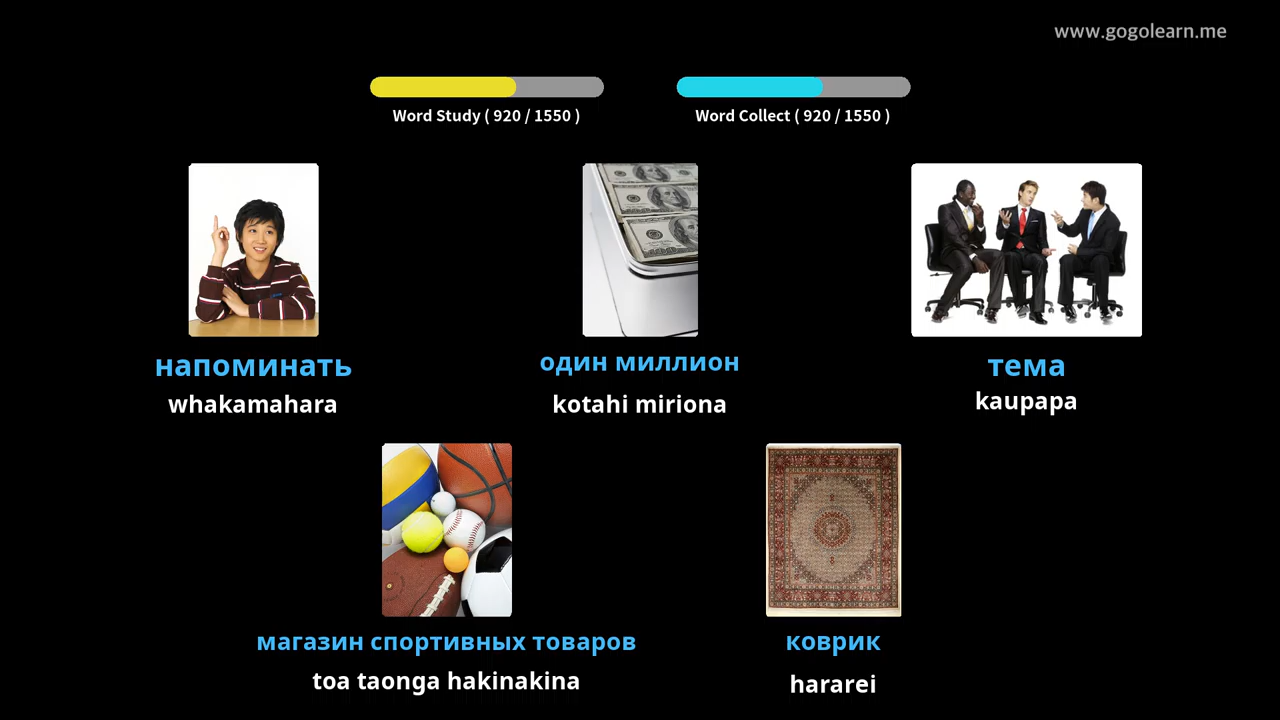 www.gogolearn.me
Word Study ( 920 / 1550 )
Word Collect ( 920 / 1550 )
напоминать
whakamahara
один миллион
kotahi miriona
тема
kaupapa
магазин спортивных товаров
toa taonga hakinakina
коврик
hararei